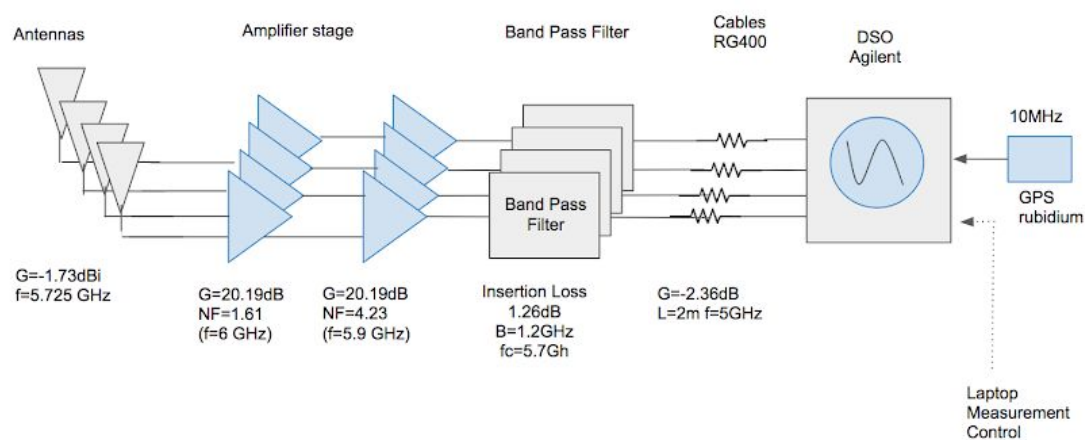 Antennas
Amplifier stage
Band Pass Filter
Cables
RG400
DSO
Agilent
10MHz
GPS
rubidium
Band Pass
Filter
G=-1.73dBi
f=5.725 GHz
G=20.19dB
NF=1.61
(f=6 GHz)
G=20.19dB
NF=4.23
(f=5.9 GHz)
Insertion Loss
1.26dB
B=1.2GHz
fc=5.7Gh
G=-2.36dB
L=2m f=5GHz
Laptop
Measurement
Control